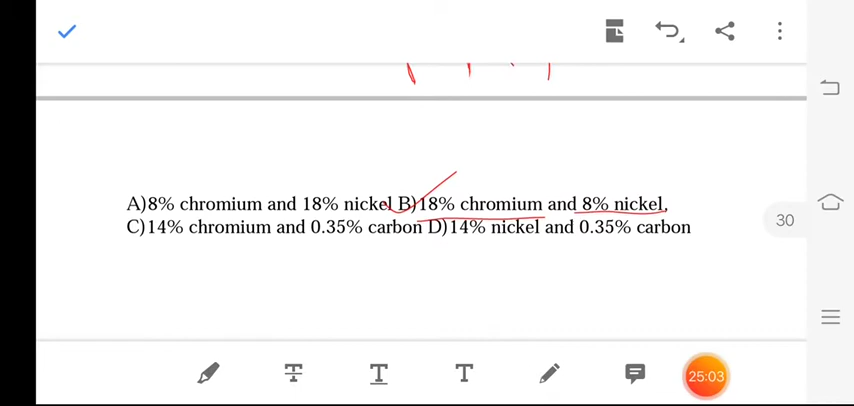 A)8% chromium and 18% nickel B)18% chromium and 8% nickel,
C)14% chromium and 0.35% carbon D)14% nickel and 0.35% carbon
30
T T T
25:03